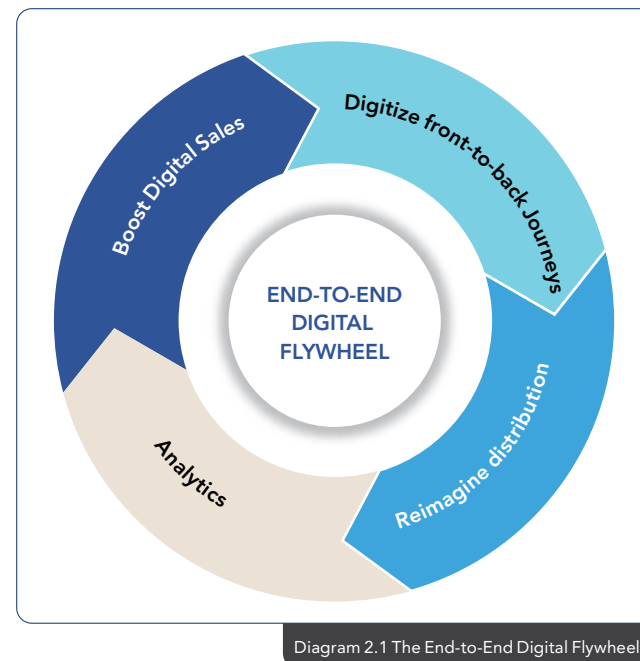 Boost Digital Sales
Digitize front-to-back Journeys
Reimagine distribution
Analytics
END-TO-END
DIGITAL
FLYWHEEL
Diagram 2.1 The End-to-End Digital Flywheel